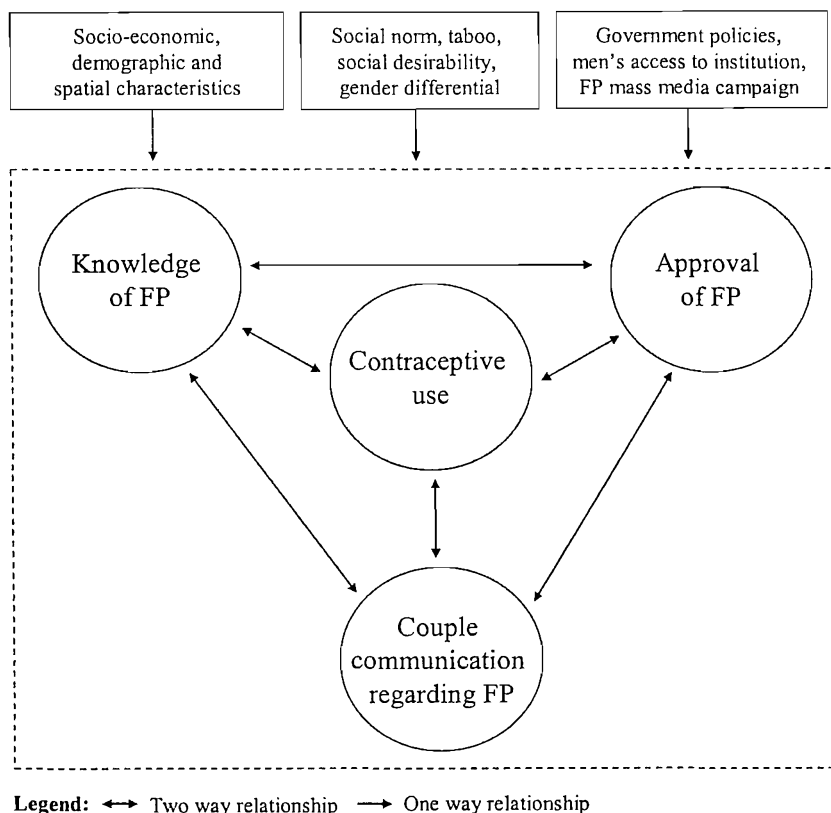 Socio-economic,
demographic and
spatial characteristics
Social norm, taboo,
social desirability,
gender differential
Government policies,
men's access to institution,
FP mass media campaign
Knowledge
of FP
Approval
of FP
Contraceptive
use
Couple
communication
regarding FP
Legend: Two way relationship One way relationship